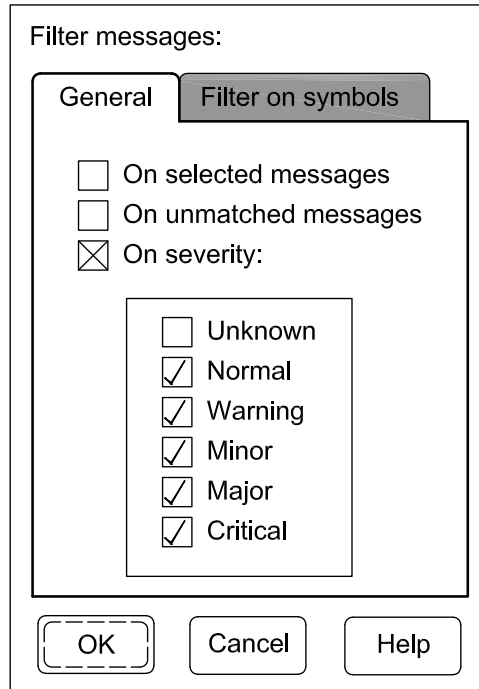 Filter messages:
General
Filter on symbols
On selected messages
On unmatched messages
On severity:
Unknown
Normal
Warning
Minor
Major
Critical
OK
Cancel
Help